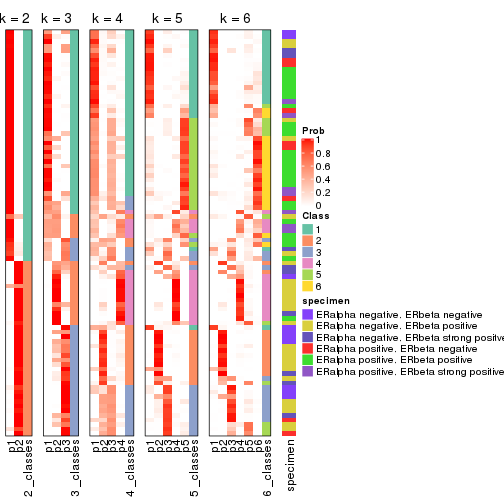 k = 2 k = 3 k = 4 k = 5 k = 6
Prob
1
0.8
0.6
0.4
0.2
0
Class
1
2
3
4
5
6
specimen
ERalpha negative. ERbeta negative
ERalpha negative. ERbeta positive
ERalpha negative. ERbeta strong positive
ERalpha positive. ERbeta negative
ERalpha positive. ERbeta positive
ERalpha positive. ERbeta strong positive
p1 p2 2_classes p1 p2 p3 3_classes p1 p2 p3 p4 4_classes p1 p2 p3 p4 p5 5_classes p1 p2 p3 p4 p5 p6 6_classes specimen